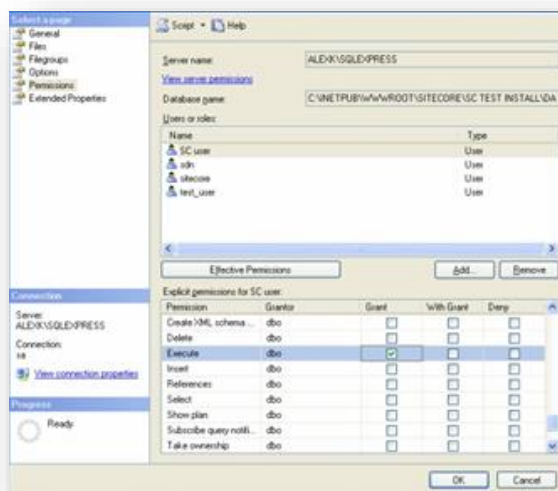 Select a page
General
Files
Filegroups
Options
Permissions
Extended Properties
Script Help
Server name: ALEXK\SQLEXPRESS
View server permissions
Database name: C:\INETPUB\WWWROOT\SITECORE\SC TEST INSTALL\DA
Users or roles:
Name Type
SC user User
sdn User
sitecore User
test_user User
Effective Permissions Add... Remove
Explicit permissions for SC user:
Permission Grantor Grant With Grant Deny
Create XML schema ... dbo
Delete dbo
Execute dbo
Insert dbo
References dbo
Select dbo
Show plan dbo
Subscribe query notifi... dbo
Take ownership dbo
Connection
Server:
ALEXK\SQLEXPRESS
Connection:
sa
View connection properties
Progress
Ready
OK Cancel